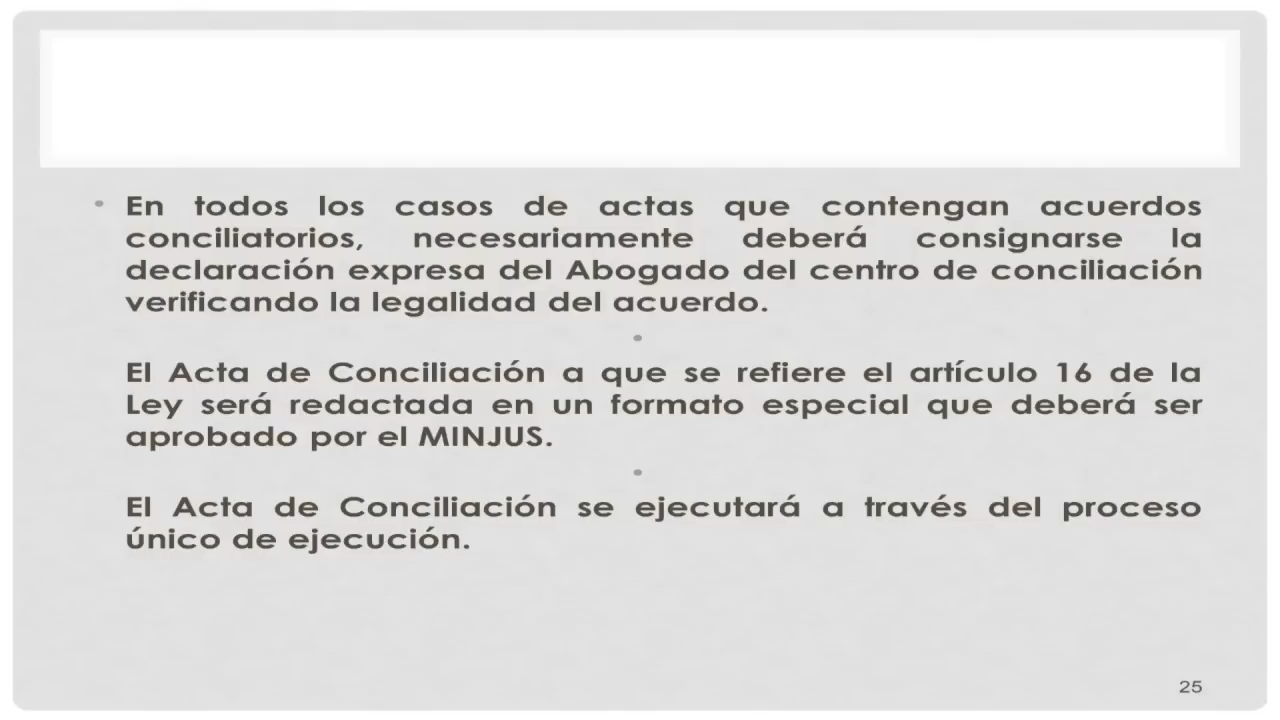 • En todos los casos de actas que contengan acuerdos
conciliatorios, necesariamente deberá consignarse la
declaración expresa del Abogado del centro de conciliación
verificando la legalidad del acuerdo.
•
El Acta de Conciliación a que se refiere el artículo 16 de la
Ley será redactada en un formato especial que deberá ser
aprobado por el MINJUS.
•
El Acta de Conciliación se ejecutará a través del proceso
único de ejecución.
25